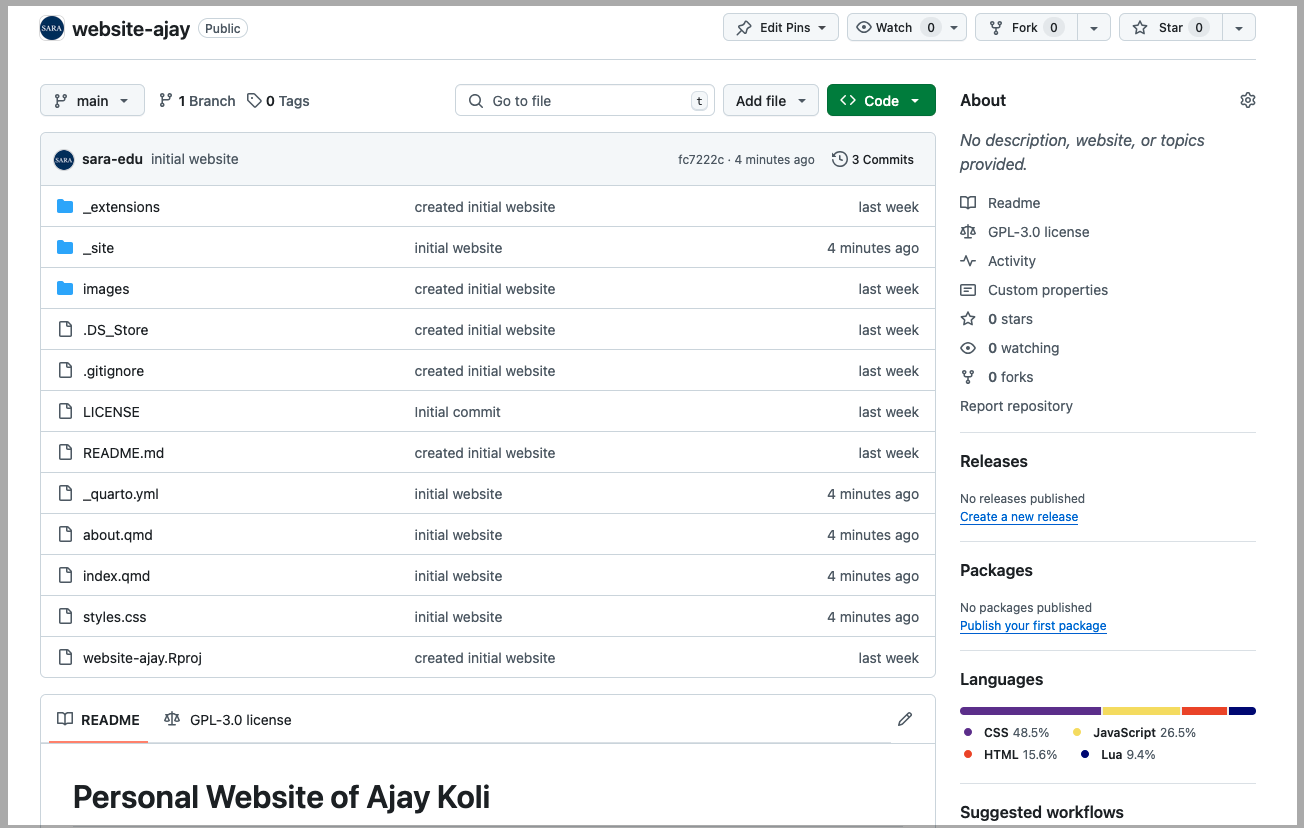 SARA website-ajay Public Edit Pins Watch 0 Fork 0 Star 0
main 1 Branch 0 Tags Go to file t Add file Code
SARA sara-edu initial website fc7222c · 4 minutes ago 3 Commits
_extensions created initial website last week
_site initial website 4 minutes ago
images created initial website last week
.DS_Store created initial website last week
.gitignore created initial website last week
LICENSE Initial commit last week
README.md created initial website last week
_quarto.yml initial website 4 minutes ago
about.qmd initial website 4 minutes ago
index.qmd initial website 4 minutes ago
styles.css initial website 4 minutes ago
website-ajay.Rproj created initial website last week
README GPL-3.0 license
Personal Website of Ajay Koli
About
No description, website, or topics
provided.
Readme
GPL-3.0 license
Activity
Custom properties
0 stars
0 watching
0 forks
Report repository
Releases
No releases published
Create a new release
Packages
No packages published
Publish your first package
Languages
CSS 48.5% JavaScript 26.5%
HTML 15.6% Lua 9.4%
Suggested workflows